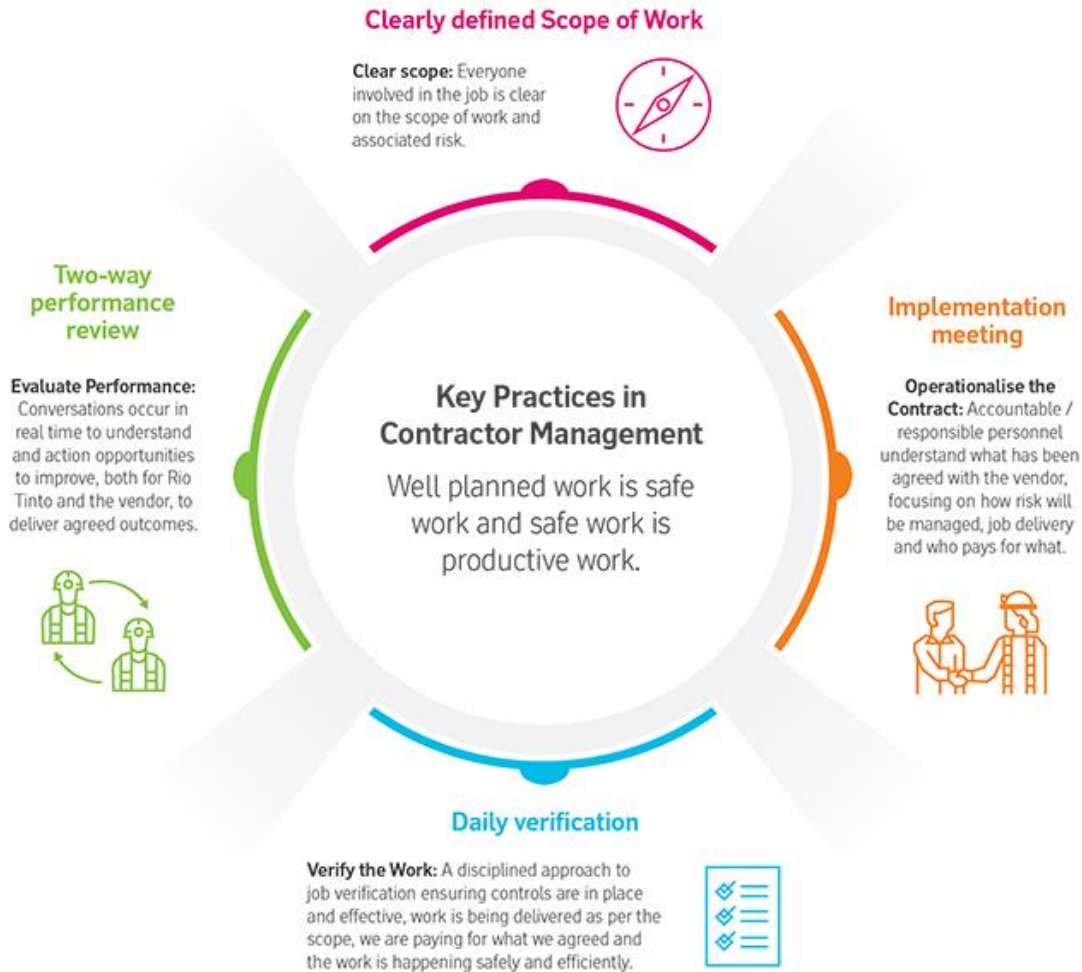 Clearly defined Scope of Work
Clear scope: Everyone
involved in the job is clear
on the scope of work and
associated risk.
Two-way
performance
review
Evaluate Performance:
Conversations occur in
real time to understand
and action opportunities
to improve, both for Rio
Tinto and the vendor, to
deliver agreed outcomes.
Key Practices in
Contractor Management
Well planned work is safe
work and safe work is
productive work.
Implementation
meeting
Operationalise the
Contract: Accountable /
responsible personnel
understand what has been
agreed with the vendor,
focusing on how risk will
be managed, job delivery
and who pays for what.
Daily verification
Verify the Work: A disciplined approach to
job verification ensuring controls are in place
and effective, work is being delivered as per the
scope, we are paying for what we agreed and
the work is happening safely and efficiently.